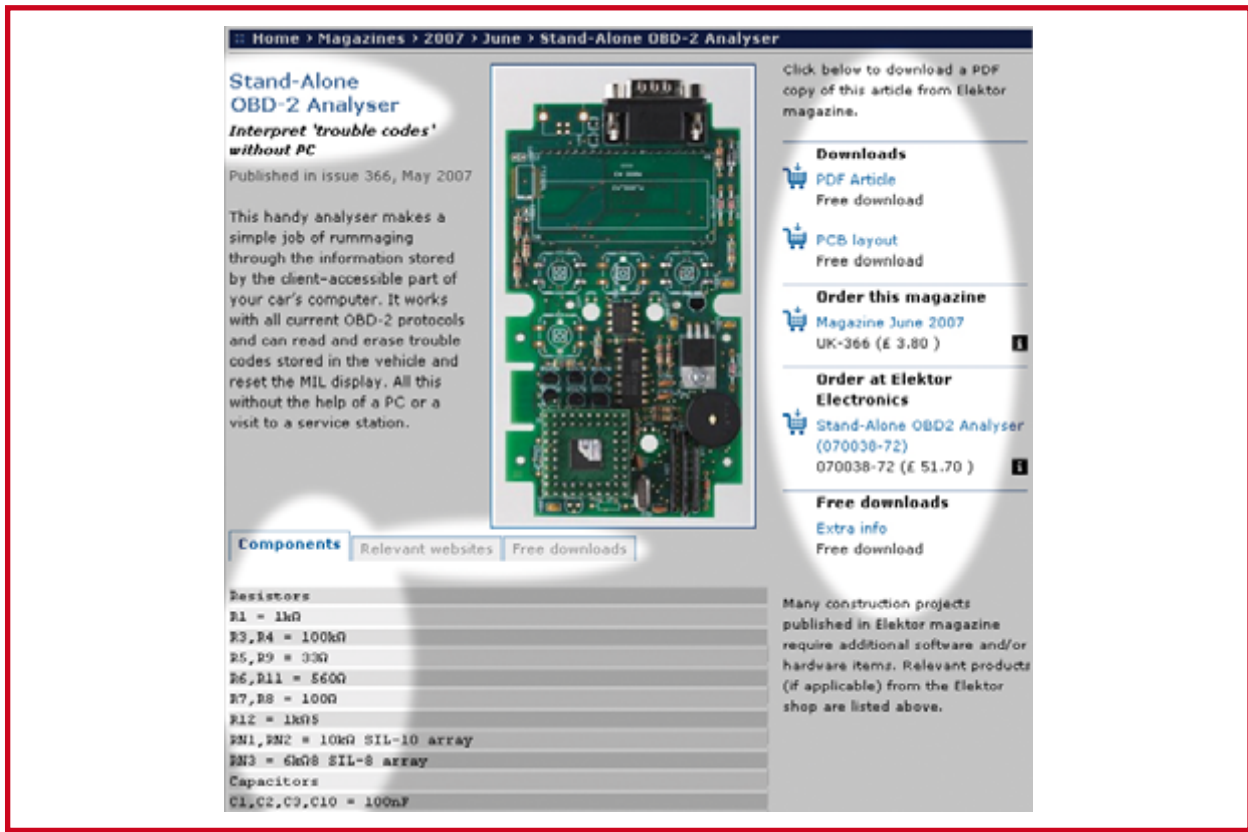 Home › Magazines › 2007 › June › Stand-Alone OBD-2 Analyser
Stand-Alone
OBD-2 Analyser
Interpret 'trouble codes'
without PC
Published in issue 366, May 2007
This handy analyser makes a
simple job of rummaging
through the information stored
by the client-accessible part of
your car's computer. It works
with all current OBD-2 protocols
and can read and erase trouble
codes stored in the vehicle and
reset the MIL display. All this
without the help of a PC or a
visit to a service station.
Click below to download a PDF
copy of this article from Elektor
magazine.
Downloads
PDF Article
Free download
PCB layout
Free download
Order this magazine
Magazine June 2007
UK-366 (£ 3.80 )
Order at Elektor
Electronics
Stand-Alone OBD2 Analyser
(070038-72)
070038-72 (£ 51.70 )
Free downloads
Extra info
Free download
Many construction projects
published in Elektor magazine
require additional software and/or
hardware items. Relevant products
(if applicable) from the Elektor
shop are listed above.
Components
Relevant websites
Free downloads
Resistors
R1 = 1kΩ
R3,R4 = 100kΩ
R5,R9 = 33Ω
R6,R11 = 560Ω
R7,R8 = 100Ω
R12 = 1kΩ5
RN1,RN2 = 10kΩ SIL-10 array
RN3 = 6kΩ8 SIL-8 array
Capacitors
C1,C2,C3,C10 = 100nF